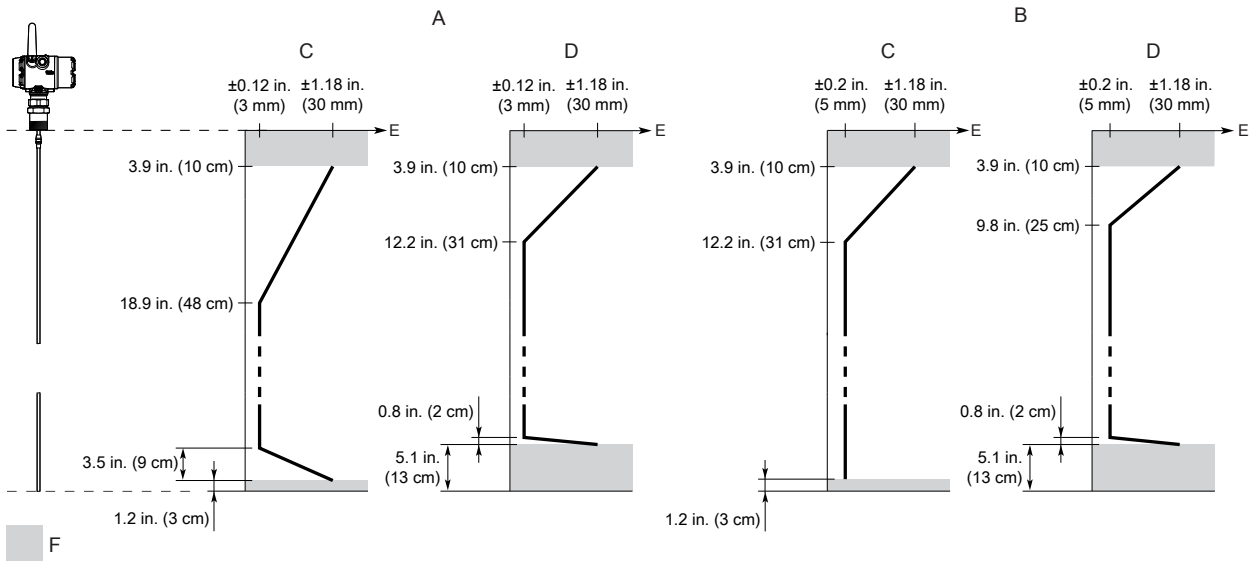 A
B
C
D
C
D
±0.12 in.
(3 mm)
±1.18 in.
(30 mm)
E
±0.12 in.
(3 mm)
±1.18 in.
(30 mm)
E
±0.2 in.
(5 mm)
±1.18 in.
(30 mm)
E
±0.2 in.
(5 mm)
±1.18 in.
(30 mm)
E
3.9 in. (10 cm)
18.9 in. (48 cm)
3.5 in. (9 cm)
1.2 in. (3 cm)
3.9 in. (10 cm)
12.2 in. (31 cm)
0.8 in. (2 cm)
5.1 in.
(13 cm)
3.9 in. (10 cm)
12.2 in. (31 cm)
1.2 in. (3 cm)
3.9 in. (10 cm)
9.8 in. (25 cm)
0.8 in. (2 cm)
5.1 in.
(13 cm)
F